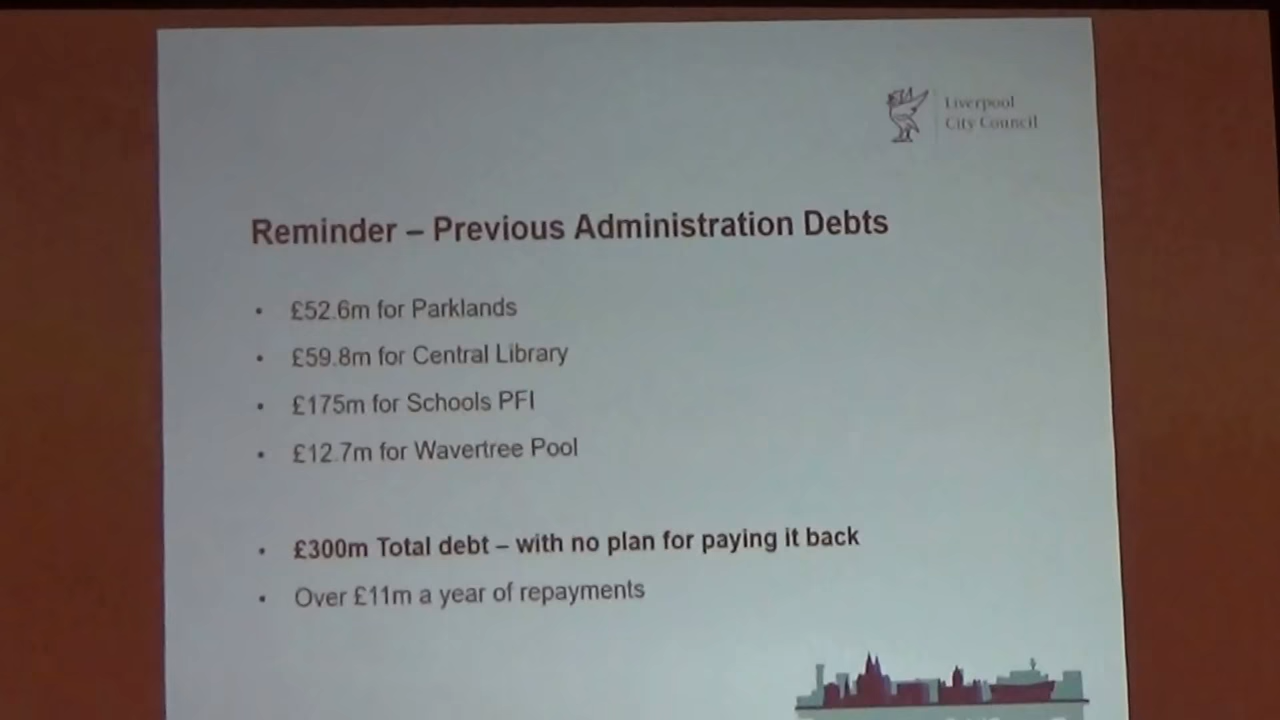 Liverpool
City Council
Reminder – Previous Administration Debts
• £52.6m for Parklands
• £59.8m for Central Library
• £175m for Schools PFI
• £12.7m for Wavertree Pool
• £300m Total debt – with no plan for paying it back
• Over £11m a year of repayments